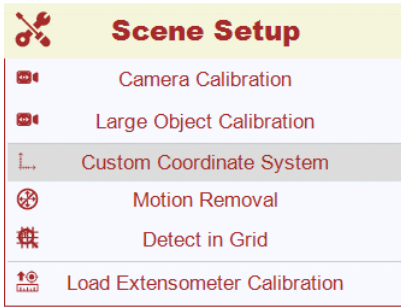 Scene Setup
Camera Calibration
Large Object Calibration
Custom Coordinate System
Motion Removal
Detect in Grid
Load Extensometer Calibration